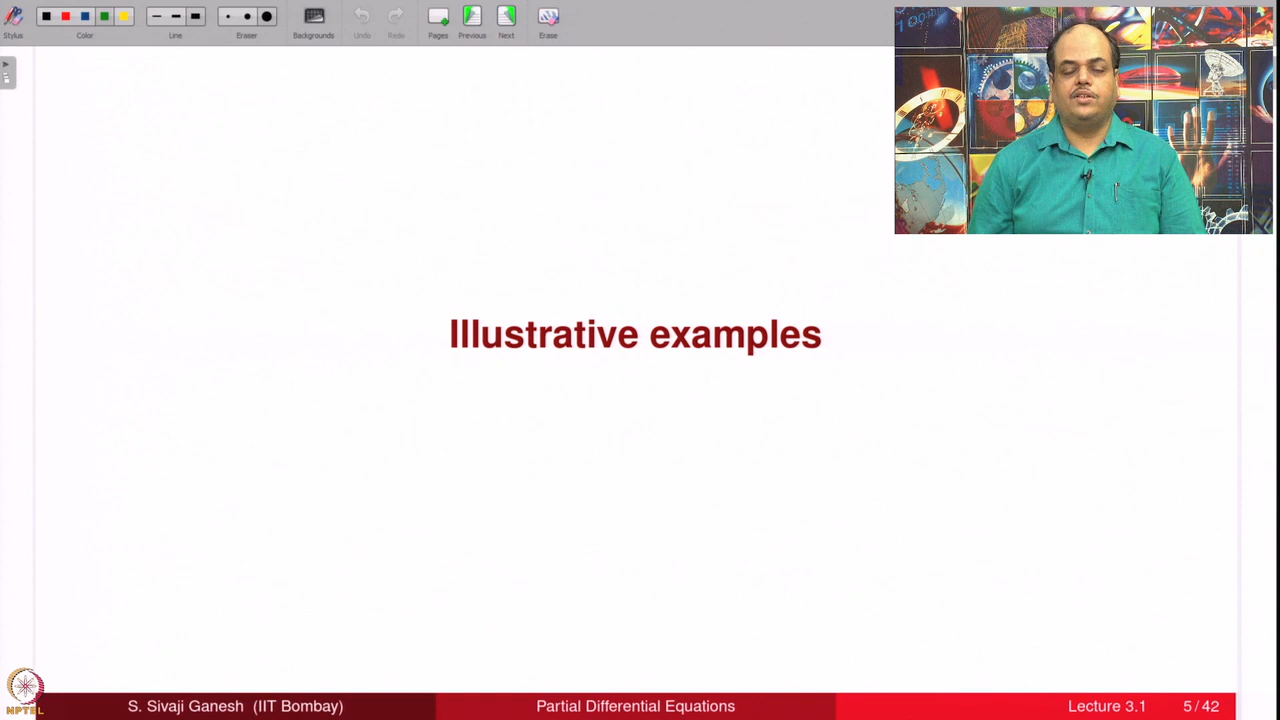 Stylus
Color
Line
Eraser
Backgrounds
Undo
Redo
Pages
Previous
Next
Erase
Illustrative examples
NPTEL
S. Sivaji Ganesh (IIT Bombay)
Partial Differential Equations
Lecture 3.1
5 / 42